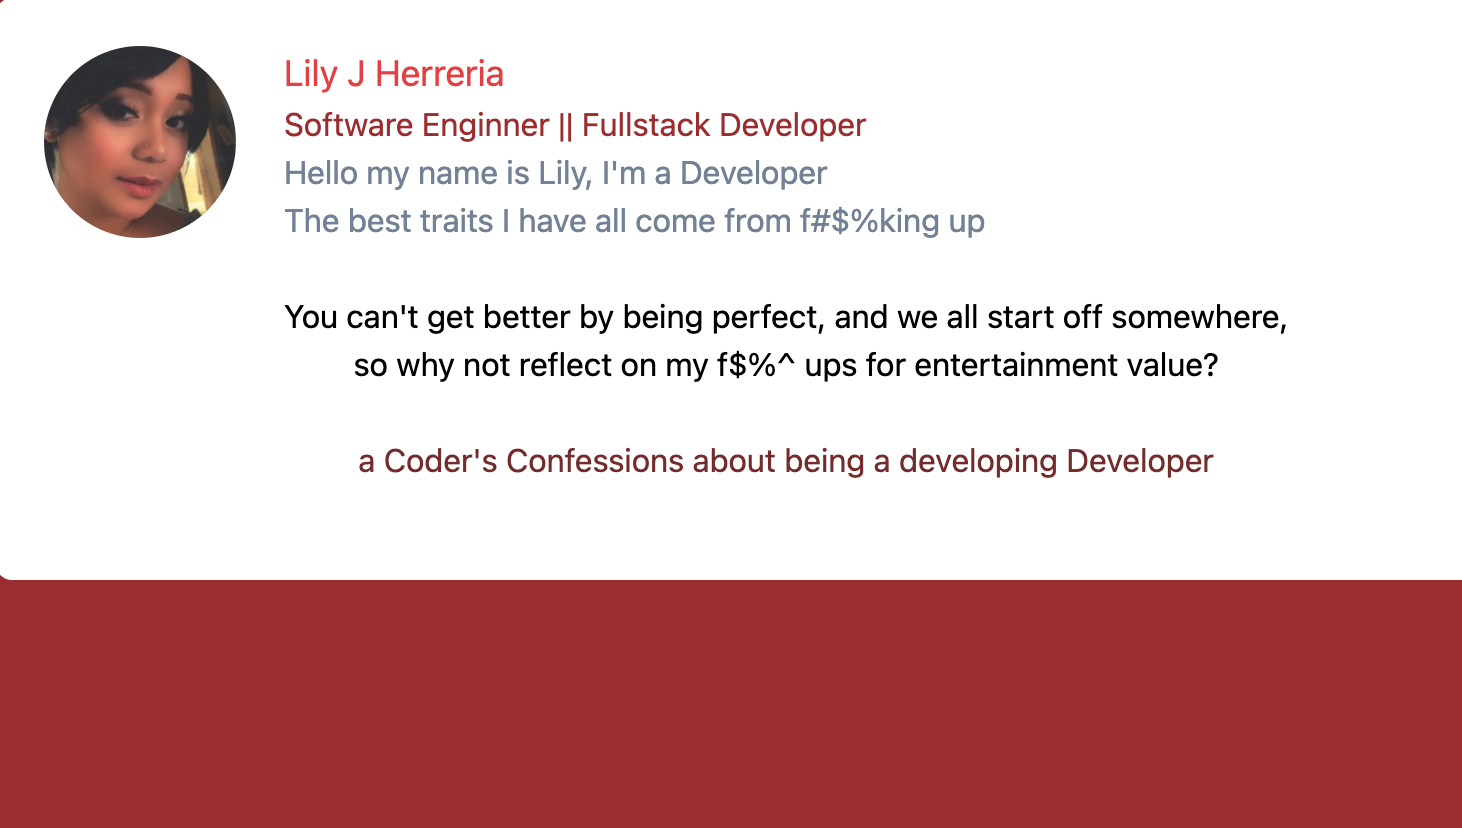 Lily J Herreria
Software Enginner || Fullstack Developer
Hello my name is Lily, I'm a Developer
The best traits I have all come from f#$%king up
You can't get better by being perfect, and we all start off somewhere,
so why not reflect on my f$%^ ups for entertainment value?
a Coder's Confessions about being a developing Developer